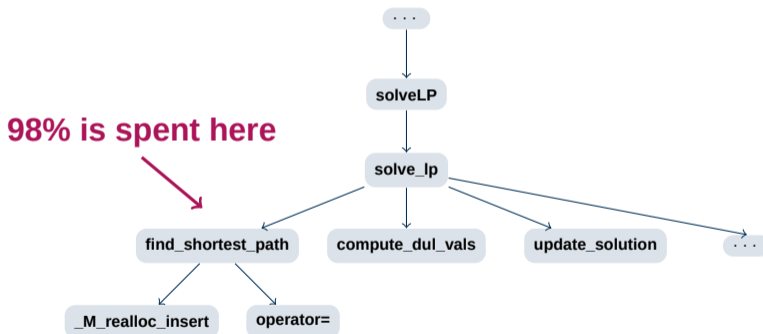 ...
solveLP
98% is spent here
solve_lp
find_shortest_path compute_dul_vals update_solution ...
_M_realloc_insert operator=